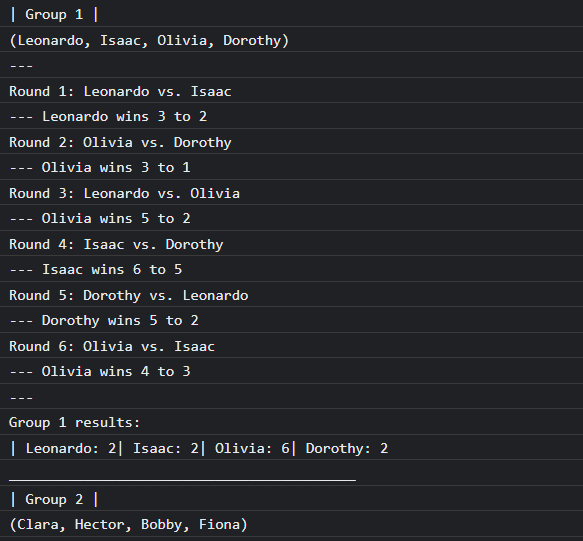 | Group 1 |
(Leonardo, Isaac, Olivia, Dorothy)
---
Round 1: Leonardo vs. Isaac
--- Leonardo wins 3 to 2
Round 2: Olivia vs. Dorothy
--- Olivia wins 3 to 1
Round 3: Leonardo vs. Olivia
--- Olivia wins 5 to 2
Round 4: Isaac vs. Dorothy
--- Isaac wins 6 to 5
Round 5: Dorothy vs. Leonardo
--- Dorothy wins 5 to 2
Round 6: Olivia vs. Isaac
--- Olivia wins 4 to 3
---
Group 1 results:
| Leonardo: 2| Isaac: 2| Olivia: 6| Dorothy: 2
__________________________________________
| Group 2 |
(Clara, Hector, Bobby, Fiona)